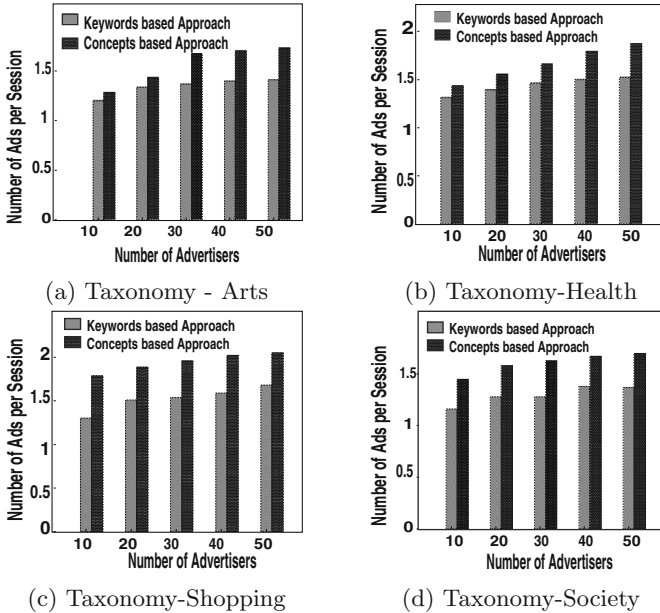 Keywords based Approach
Concepts based Approach
Number of Ads per Session
1.5
1
0.5
0
10 20 30 40 50
Number of Advertisers
(a) Taxonomy - Arts
Keywords based Approach
Concepts based Approach
Number of Ads per Session
2
1.5
1
0.5
0
10 20 30 40 50
Number of Advertisers
(b) Taxonomy-Health
Keywords based Approach
Concepts based Approach
Number of Ads per Session
2
1.5
1
0.5
0
10 20 30 40 50
Number of Advertisers
(c) Taxonomy-Shopping
Keywords based Approach
Concepts based Approach
Number of Ads per Session
1.5
1
0.5
0
10 20 30 40 50
Number of Advertisers
(d) Taxonomy-Society